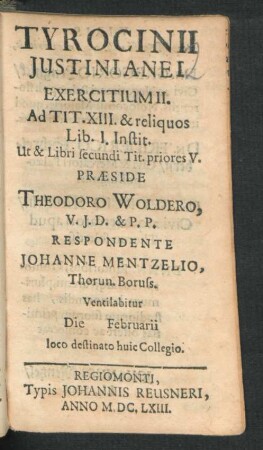 TYROCINII
JUSTINIANEI.
EXERCITIUM II.
Ad TIT. XIII. & reliquos
Lib. I. Instit.
Ut & Libri secundi Tit. priores V.
PRÆSIDE
THEODORO WOLDERO,
V. J. D. & P. P.
RESPONDENTE
JOHANNE MENTZELIO,
Thorun. Boruss.
Ventilabitur
Die Februarii
loco destinato huic Collegio.
REGIOMONTI,
Typis JOHANNIS REUSNERI,
ANNO M. DC. LXIII.